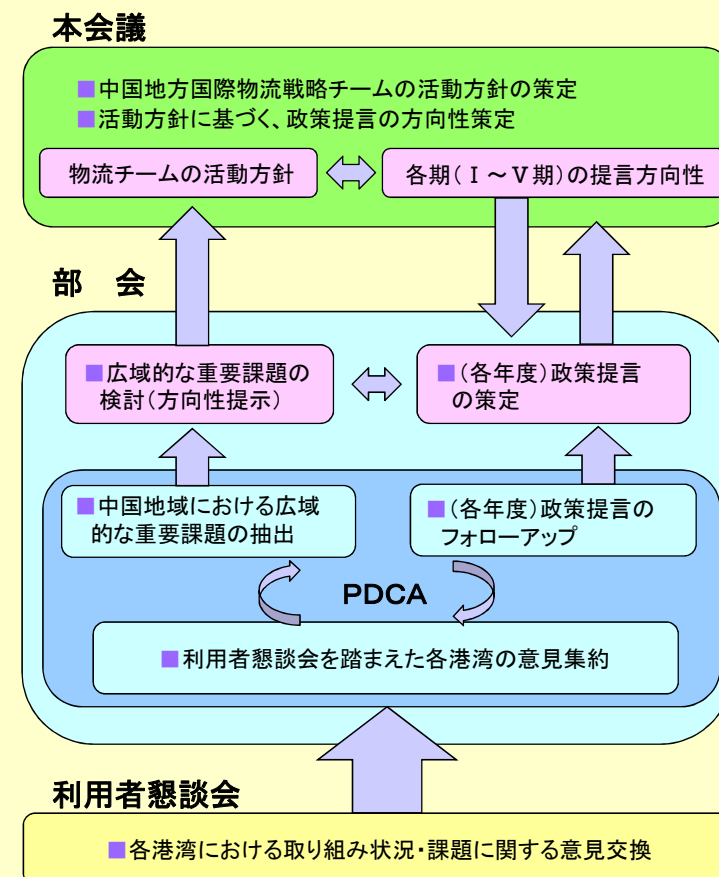 本会議
■中国地方国際物流戦略チームの活動方針の策定
■活動方針に基づく、政策提言の方向性策定
物流チームの活動方針
各期(Ⅰ～Ⅴ期)の提言方向性
部　会
■広域的な重要課題の
検討(方向性提示)
■(各年度)政策提言
の策定
■中国地域における広域
的な重要課題の抽出
■(各年度)政策提言の
フォローアップ
PDCA
■利用者懇談会を踏まえた各港湾の意見集約
利用者懇談会
■各港湾における取り組み状況・課題に関する意見交換